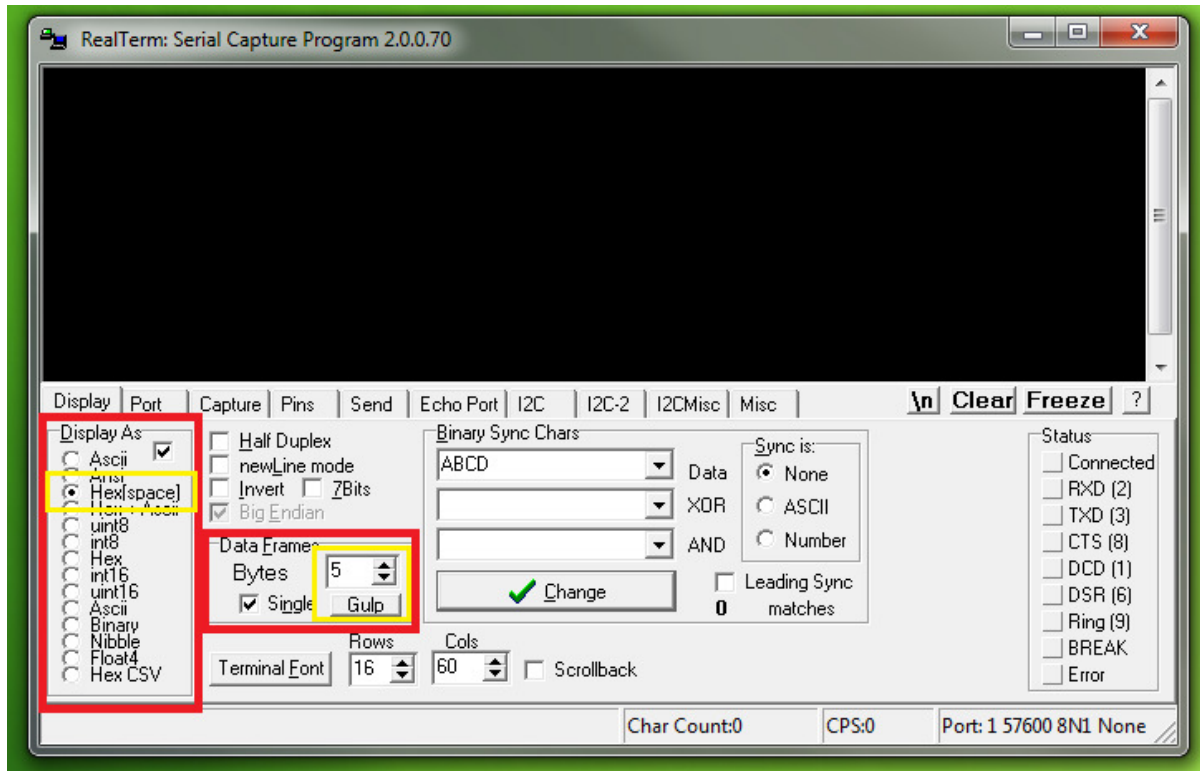 RealTerm: Serial Capture Program 2.0.0.70
Display Port Capture Pins Send Echo Port I2C I2C-2 I2CMisc Misc \n Clear Freeze ?
Display As
Ascii
Ansi
Hex[space]
Hex + Ascii
uint8
int8
Hex
int16
uint16
Ascii
Binary
Nibble
Float4
Hex CSV
Half Duplex
newLine mode
Invert 7Bits
Big Endian
Data Frames
Bytes 5
Single Gulp
Rows Cols
Terminal Font 16 60 Scrollback
Binary Sync Chars
ABCD Data
XOR
AND
Change
Sync is:
None
ASCII
Number
Leading Sync
0 matches
Status
Connected
RXD (2)
TXD (3)
CTS (8)
DCD (1)
DSR (6)
Ring (9)
BREAK
Error
Char Count:0 CPS:0 Port: 1 57600 8N1 None